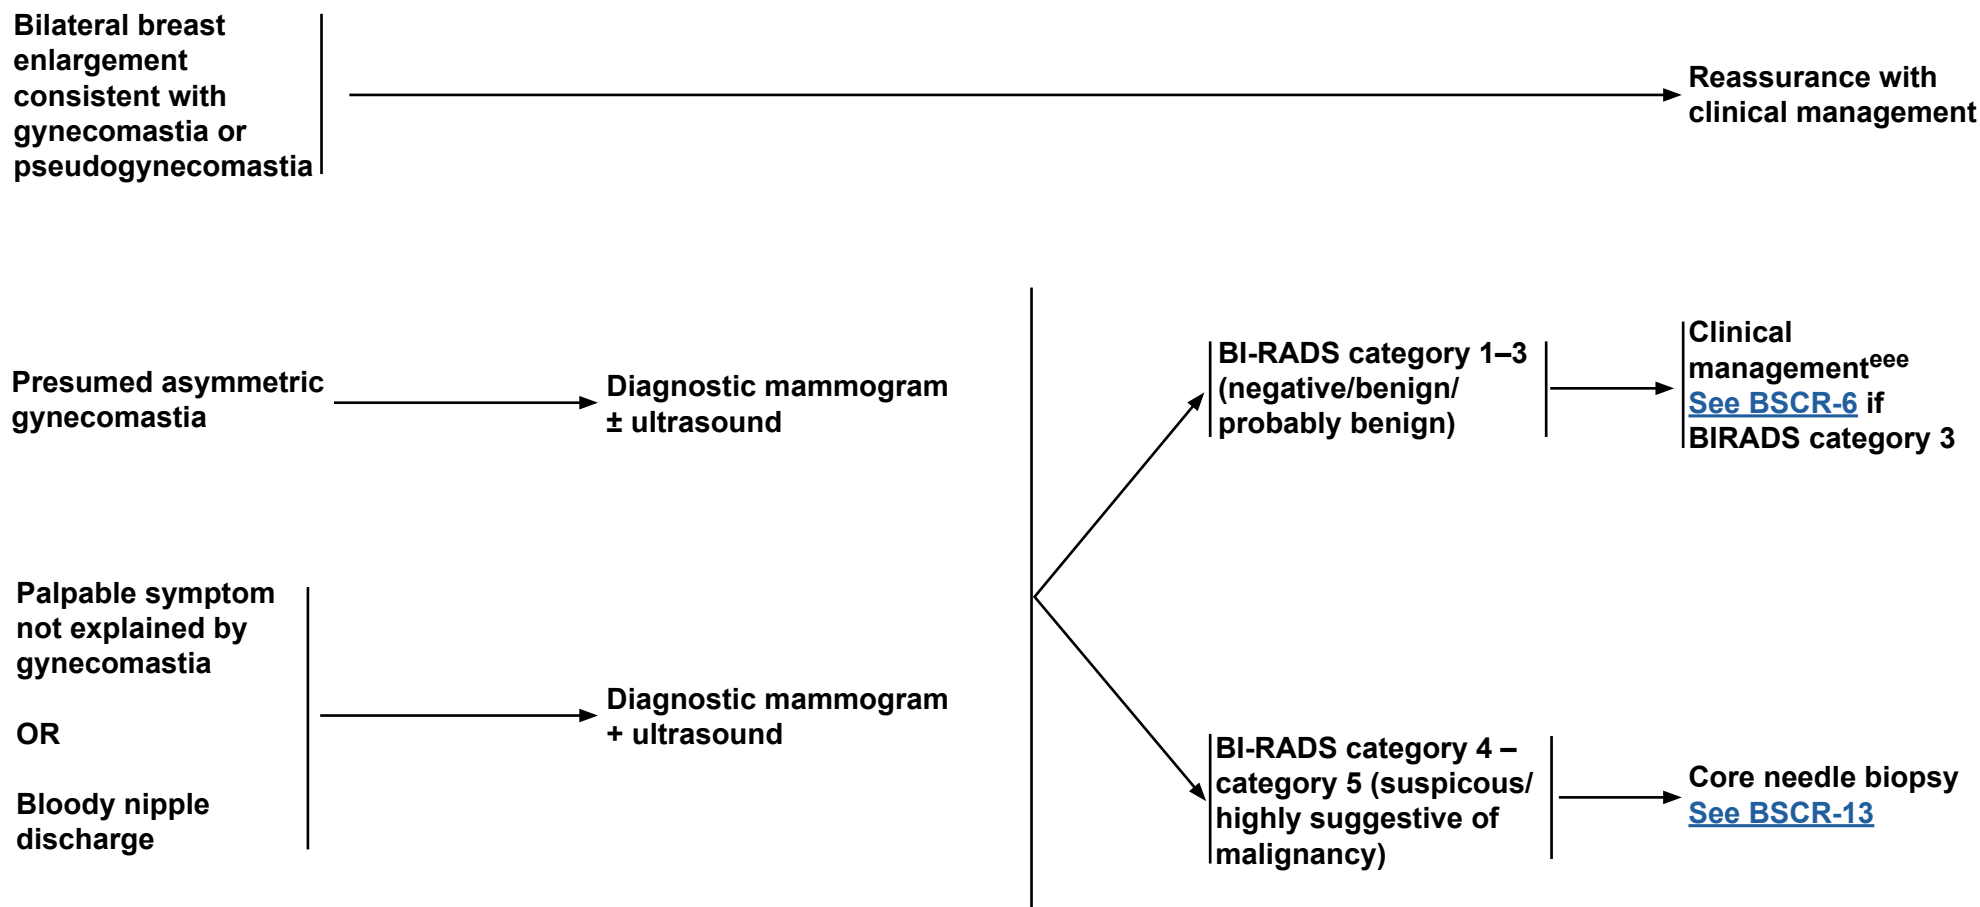 Bilateral breast
enlargement
consistent with
gynecomastia or
pseudogynecomastia
Reassurance with
clinical management
Presumed asymmetric
gynecomastia
Diagnostic mammogram
± ultrasound
BI-RADS category 1–3
(negative/benign/
probably benign)
Clinical
managementeee
See BSCR-6 if
BIRADS category 3
Palpable symptom
not explained by
gynecomastia
OR
Bloody nipple
discharge
Diagnostic mammogram
+ ultrasound
BI-RADS category 4 –
category 5 (suspicous/
highly suggestive of
malignancy)
Core needle biopsy
See BSCR-13